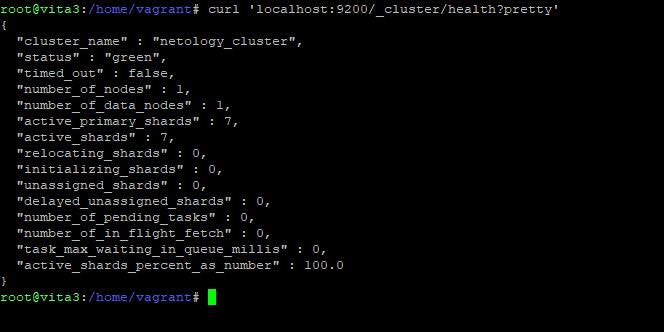 root@vita3:/home/vagrant# curl 'localhost:9200/_cluster/health?pretty'
{
  "cluster_name" : "netology_cluster",
  "status" : "green",
  "timed_out" : false,
  "number_of_nodes" : 1,
  "number_of_data_nodes" : 1,
  "active_primary_shards" : 7,
  "active_shards" : 7,
  "relocating_shards" : 0,
  "initializing_shards" : 0,
  "unassigned_shards" : 0,
  "delayed_unassigned_shards" : 0,
  "number_of_pending_tasks" : 0,
  "number_of_in_flight_fetch" : 0,
  "task_max_waiting_in_queue_millis" : 0,
  "active_shards_percent_as_number" : 100.0
}
root@vita3:/home/vagrant#